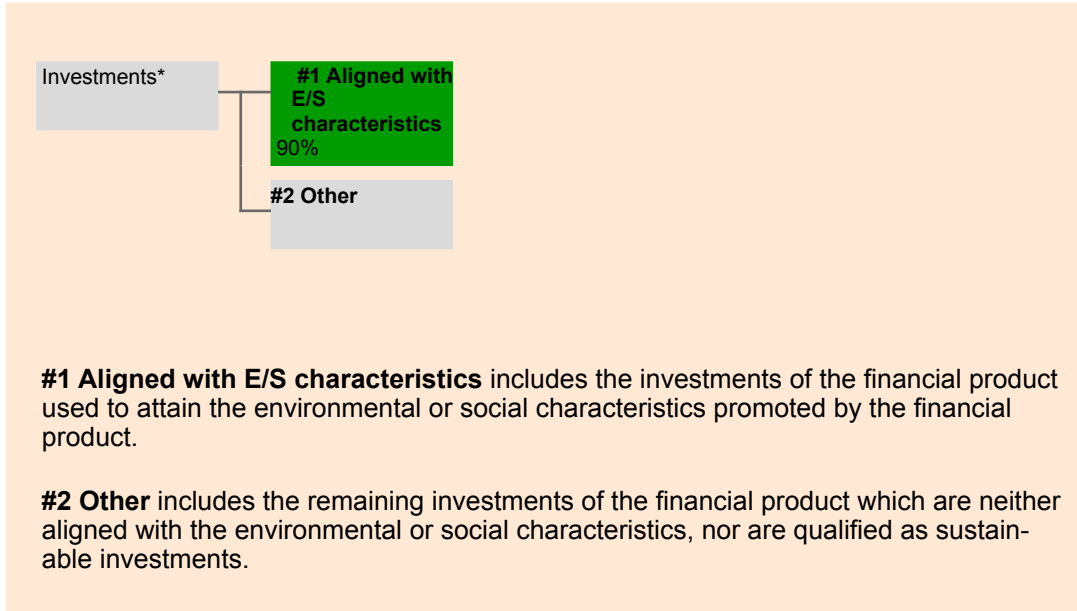 Investments*
#1 Aligned with
E/S
characteristics
90%
#2 Other
#1 Aligned with E/S characteristics includes the investments of the financial product
used to attain the environmental or social characteristics promoted by the financial
product.
#2 Other includes the remaining investments of the financial product which are neither
aligned with the environmental or social characteristics, nor are qualified as sustain-
able investments.